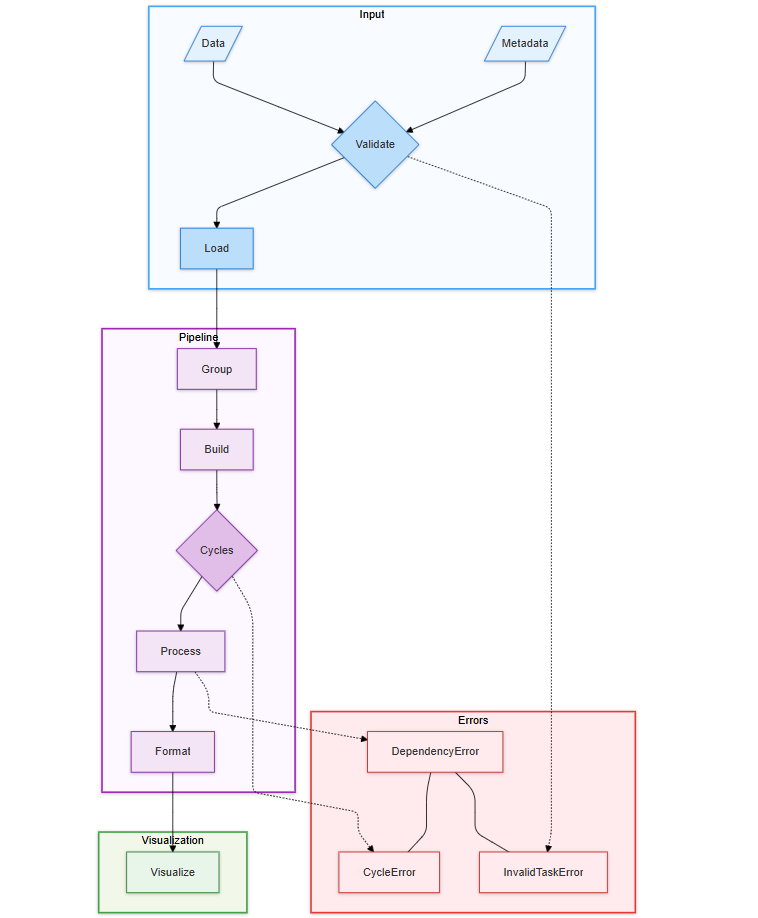 Input
Data
Metadata
Validate
Load
Pipeline
Group
Build
Cycles
Process
Errors
Format
DependencyError
Visualization
Visualize
CycleError
InvalidTaskError